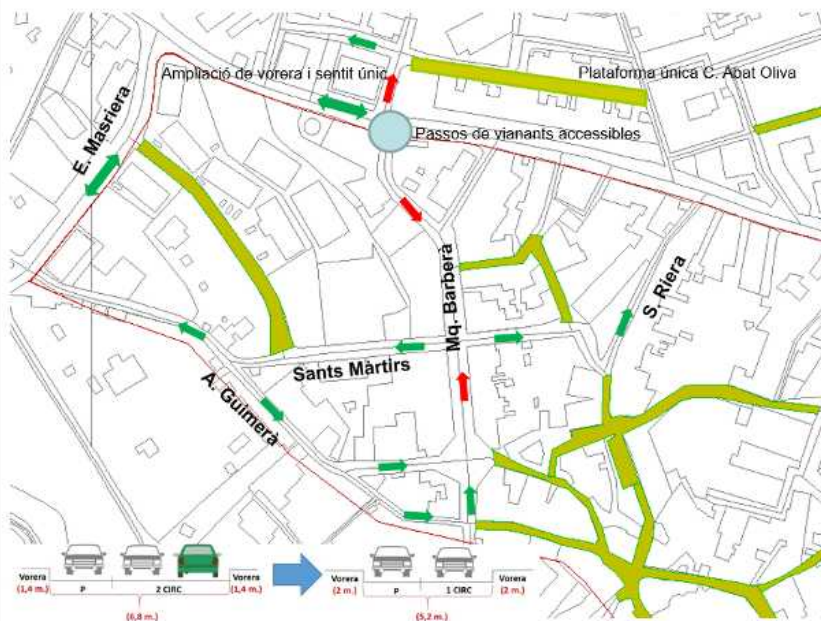 Ampliació de vorera i sentit únic
Plataforma única C. Abat Oliva
Passos de vianants accessibles
E. Masriera
Mq. Barberà
S. Riera
Sants Màrtirs
A. Guimerà
Vorera
(1,4 m.)
P
2 CIRC
Vorera
(1,4 m.)
(6,8 m.)
Vorera
(2 m.)
P
1 CIRC
Vorera
(2 m.)
(5,2 m.)